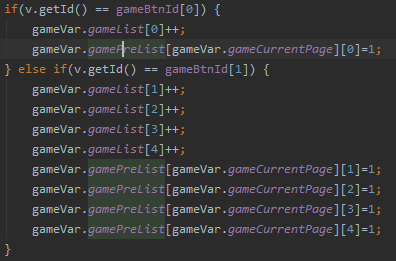 if(v.getId() == gameBtnId[0]) {
gameVar.gameList[0]++;
gameVar.gamePreList[gameVar.gameCurrentPage][0]=1;
} else if(v.getId() == gameBtnId[1]) {
gameVar.gameList[1]++;
gameVar.gameList[2]++;
gameVar.gameList[3]++;
gameVar.gameList[4]++;
gameVar.gamePreList[gameVar.gameCurrentPage][1]=1;
gameVar.gamePreList[gameVar.gameCurrentPage][2]=1;
gameVar.gamePreList[gameVar.gameCurrentPage][3]=1;
gameVar.gamePreList[gameVar.gameCurrentPage][4]=1;
}